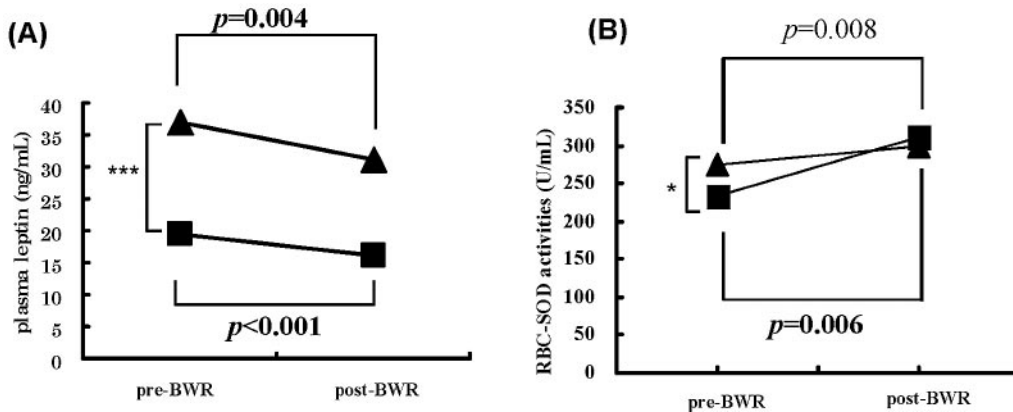 (A)
p=0.004
plasma leptin (ng/mL)
40
35
30
25
20
15
10
5
0
***
p<0.001
pre-BWR
post-BWR
(B)
p=0.008
RBC-SOD activities (U/mL)
350
300
250
200
150
100
50
0
*
p=0.006
pre-BWR
post-BWR